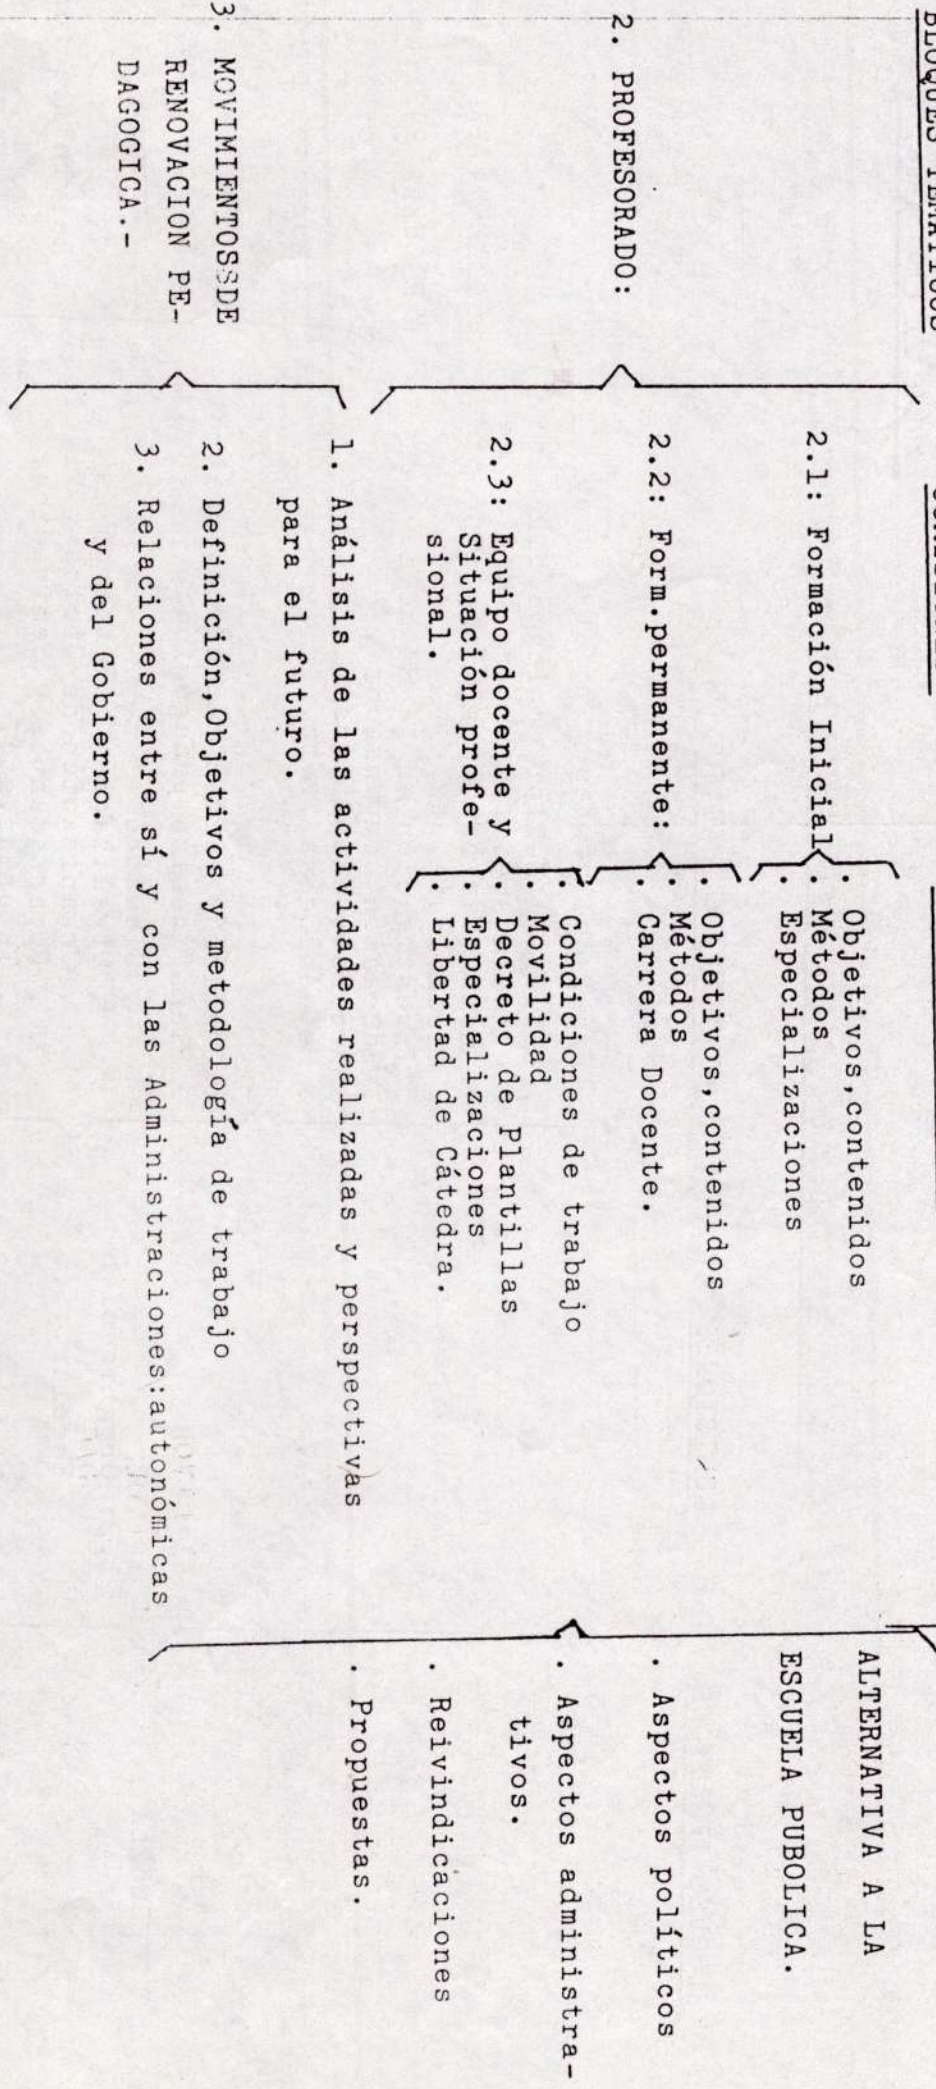 BLOQUES TEMATICOS
2. PROFESORADO:
2.1: Formación Inicial
. Objetivos,contenidos
. Métodos
. Especializaciones
2.2: Form.permanente:
. Objetivos,contenidos
. Métodos
. Carrera Docente.
2.3: Equipo docente y
Situación profe-
sional.
. Condiciones de trabajo
. Movilidad
. Decreto de Plantillas
. Especializaciones
. Libertad de Cátedra.
3. MOVIMIENTOSSDE
RENOVACION PE-
DAGOGICA.-
1. Análisis de las actividades realizadas y perspectivas
para el futuro.
2. Definición,Objetivos y metodología de trabajo
3. Relaciones entre sí y con las Administraciones:autonómicas
y del Gobierno.
ALTERNATIVA A LA
ESCUELA PUBOLICA.
. Aspectos políticos
. Aspectos administra-
tivos.
. Reivindicaciones
. Propuestas.